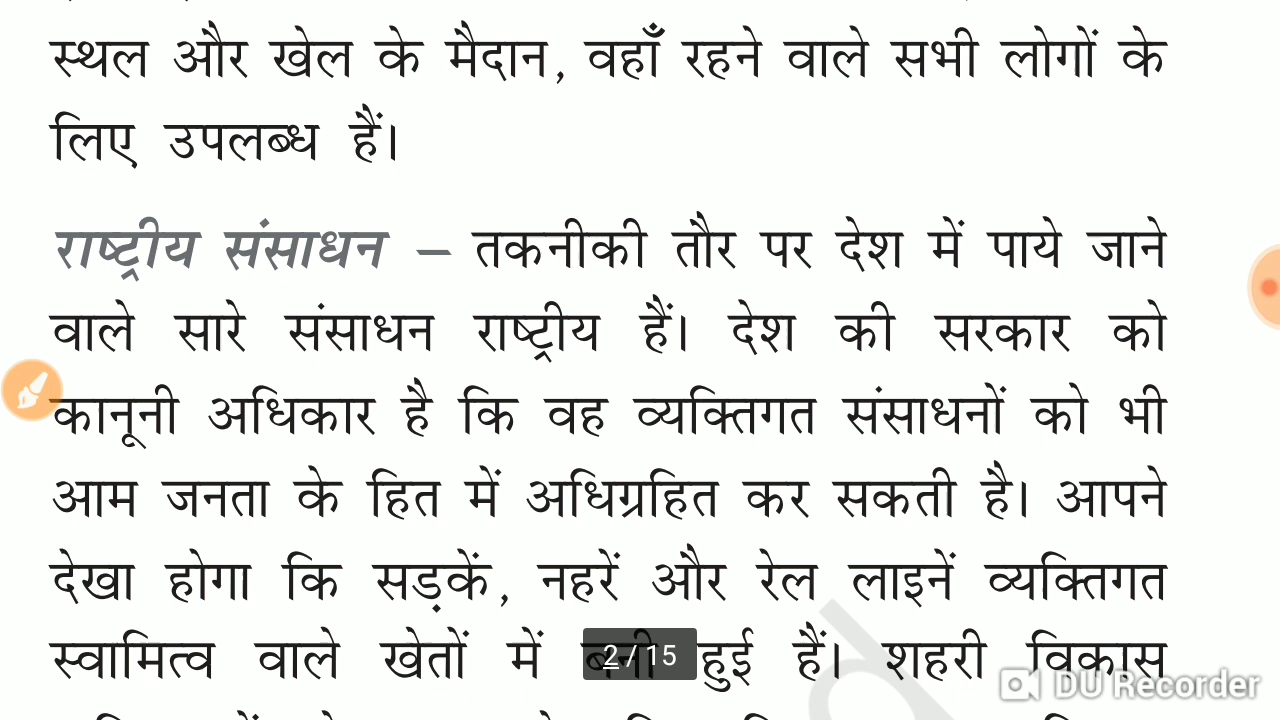 स्थल और खेल के मैदान, वहाँ रहने वाले सभी लोगों के
लिए उपलब्ध हैं।
राष्ट्रीय संसाधन – तकनीकी तौर पर देश में पाये जाने
वाले सारे संसाधन राष्ट्रीय हैं। देश की सरकार को
कानूनी अधिकार है कि वह व्यक्तिगत संसाधनों को भी
आम जनता के हित में अधिग्रहित कर सकती है। आपने
देखा होगा कि सड़कें, नहरें और रेल लाइनें व्यक्तिगत
स्वामित्व वाले खेतों में बनी हुई हैं। शहरी विकास
2 / 15
DU Recorder